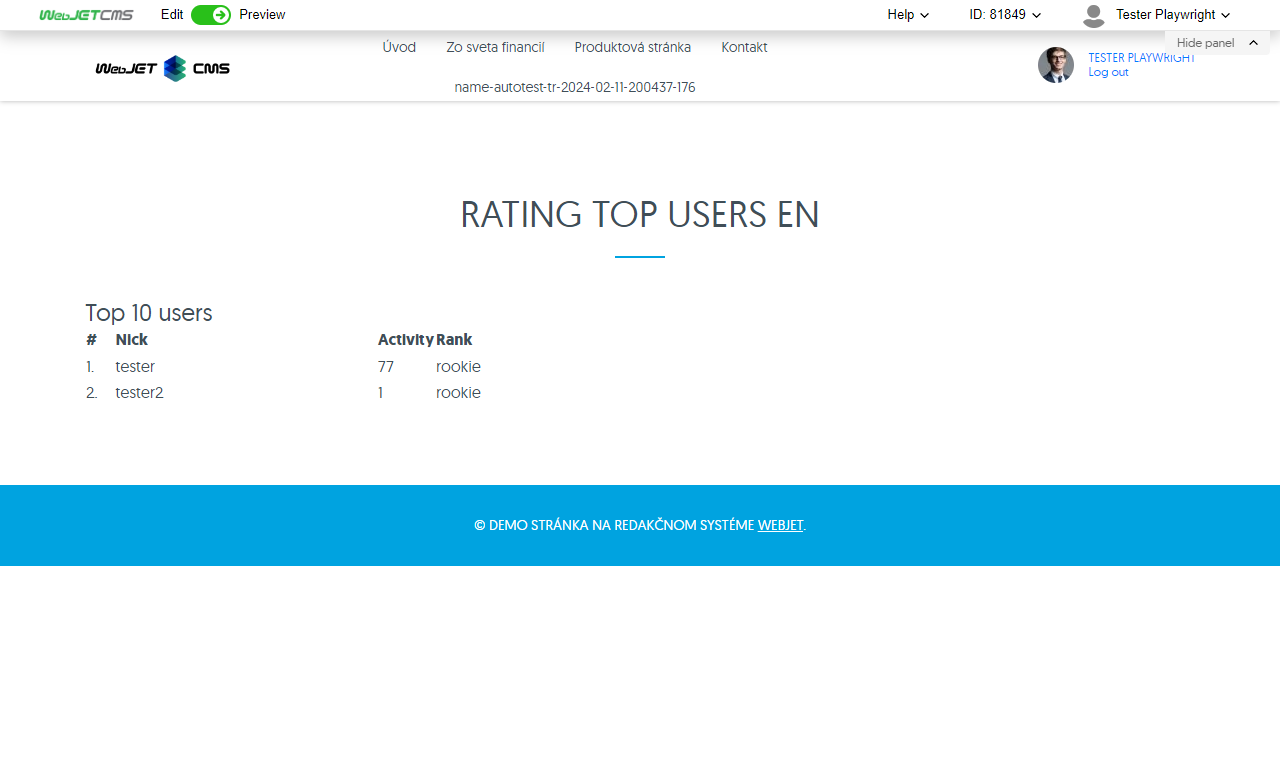 WebJETCMS Edit Preview Help ID: 81849 Tester Playwright
Hide panel
WebJET CMS Úvod Zo sveta financií Produktová stránka Kontakt
TESTER PLAYWRIGHT
Log out
name-autotest-tr-2024-02-11-200437-176
RATING TOP USERS EN
Top 10 users
# Nick Activity Rank
1. tester 77 rookie
2. tester2 1 rookie
© DEMO STRÁNKA NA REDAKČNOM SYSTÉME WEBJET.